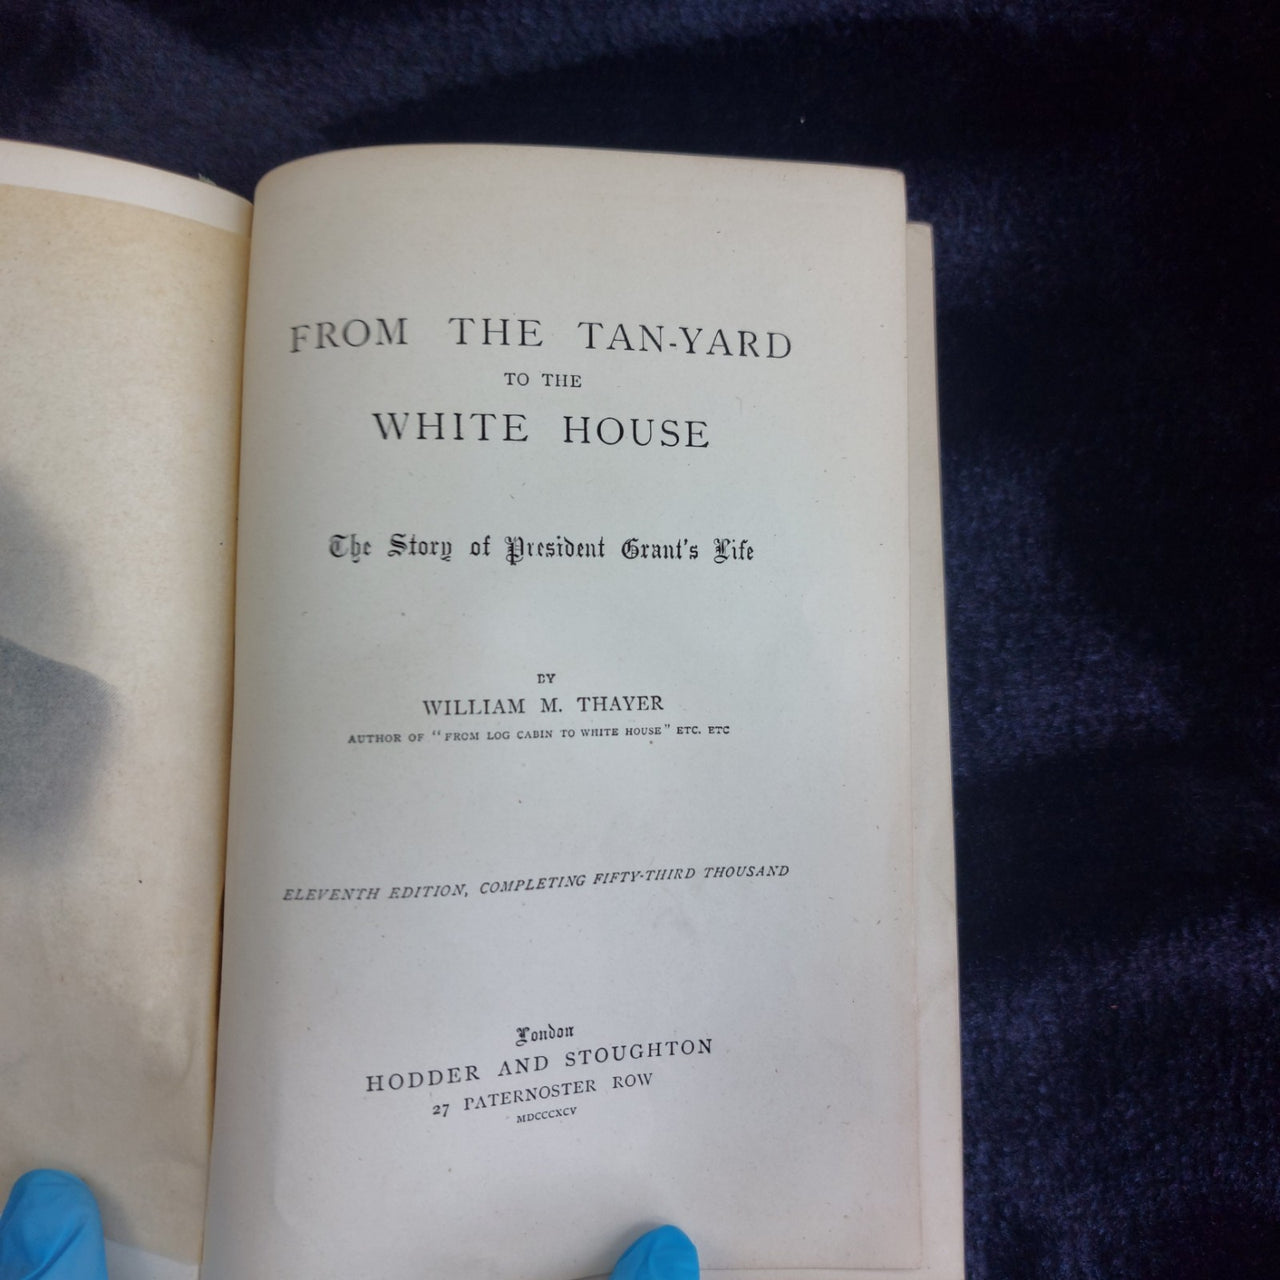 FROM THE TAN-YARD
TO THE
WHITE HOUSE
The Story of President Grant's Life
BY
WILLIAM M. THAYER
AUTHOR OF "FROM LOG CABIN TO WHITE HOUSE" ETC. ETC
ELEVENTH EDITION, COMPLETING FIFTY-THIRD THOUSAND
London
HODDER AND STOUGHTON
27 PATERNOSTER ROW
MDCCCXCV